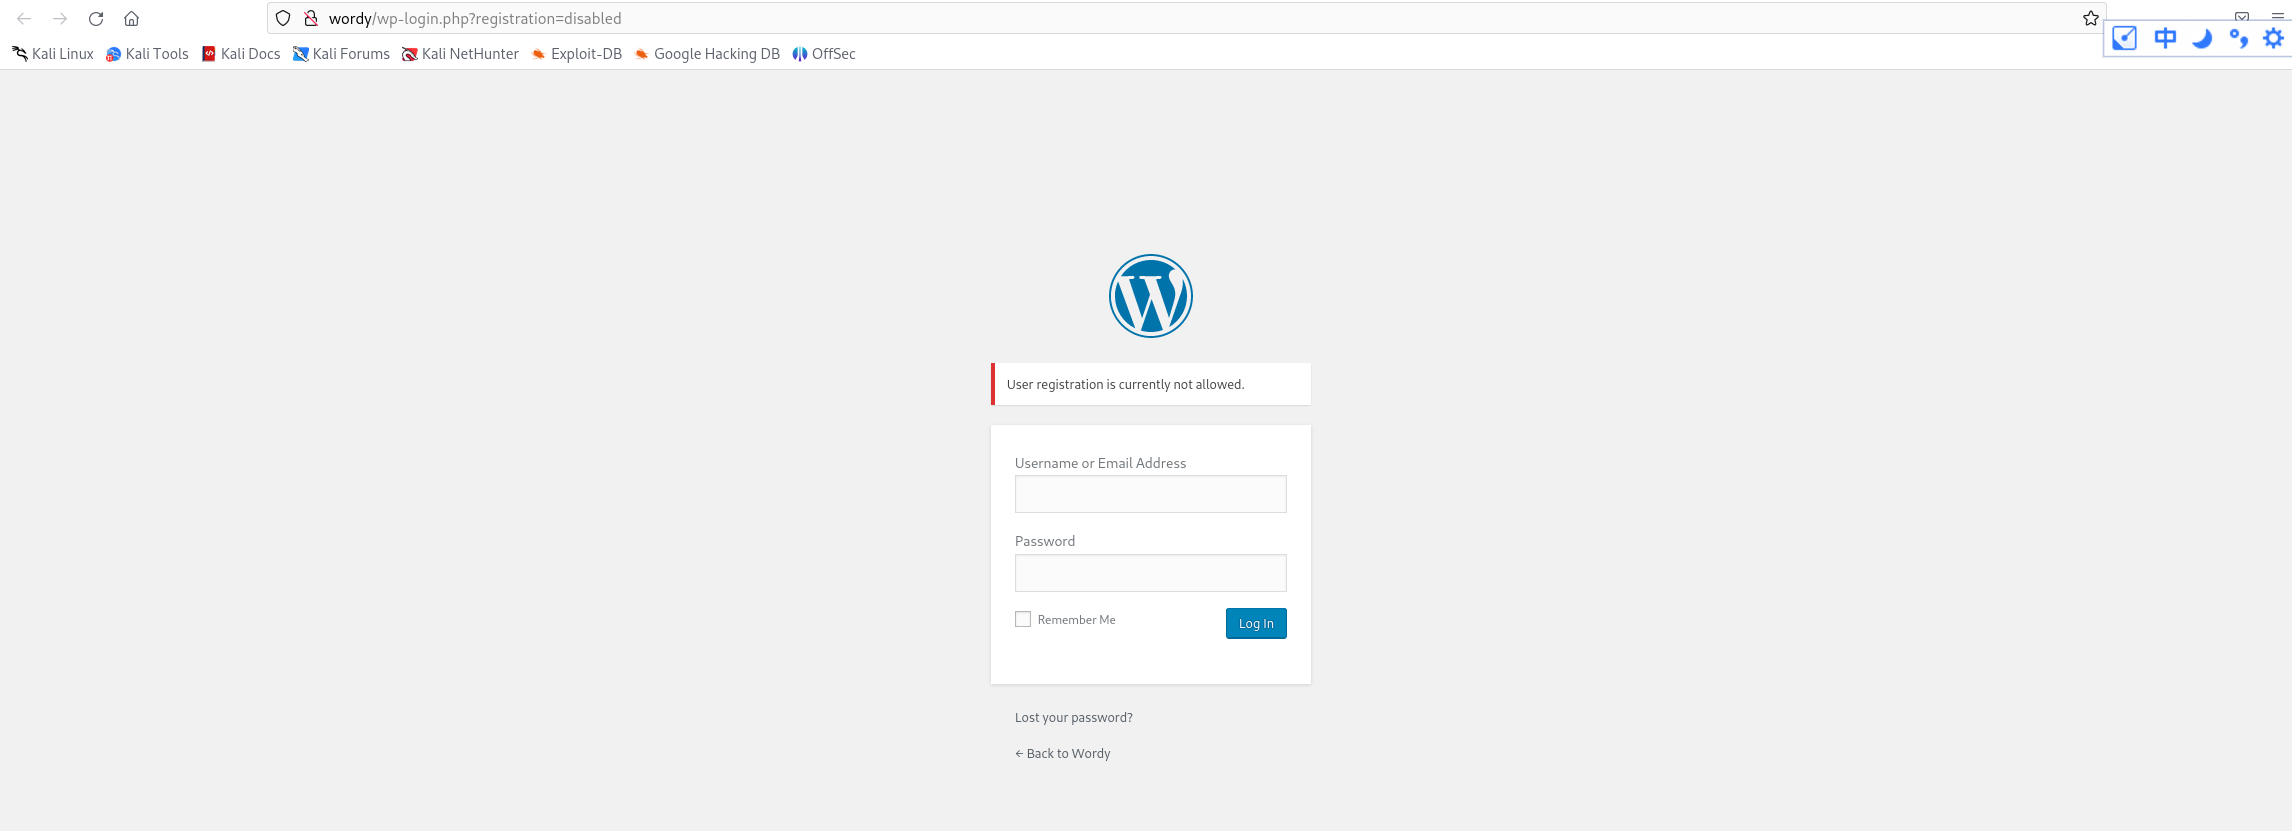 wordy/wp-login.php?registration=disabled
中
Kali Linux Kali Tools Kali Docs Kali Forums Kali NetHunter Exploit-DB Google Hacking DB OffSec
User registration is currently not allowed.
Username or Email Address
Password
Remember Me Log In
Lost your password?
← Back to Wordy